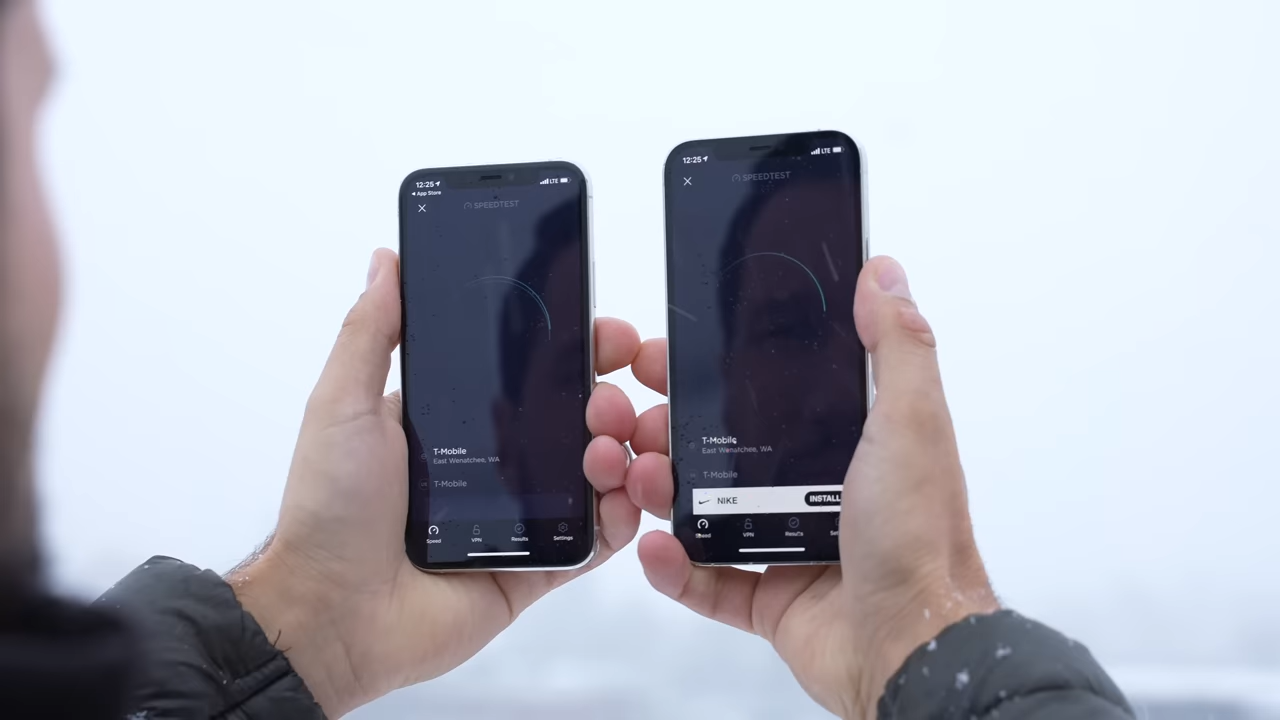 12:25
LTE
App Store
SPEEDTEST
T-Mobile
East Wenatchee, WA
T-Mobile
Speed
VPN
Results
Settings
12:25
LTE
SPEEDTEST
T-Mobile
East Wenatchee, WA
T-Mobile
NIKE
INSTALL
Speed
VPN
Results